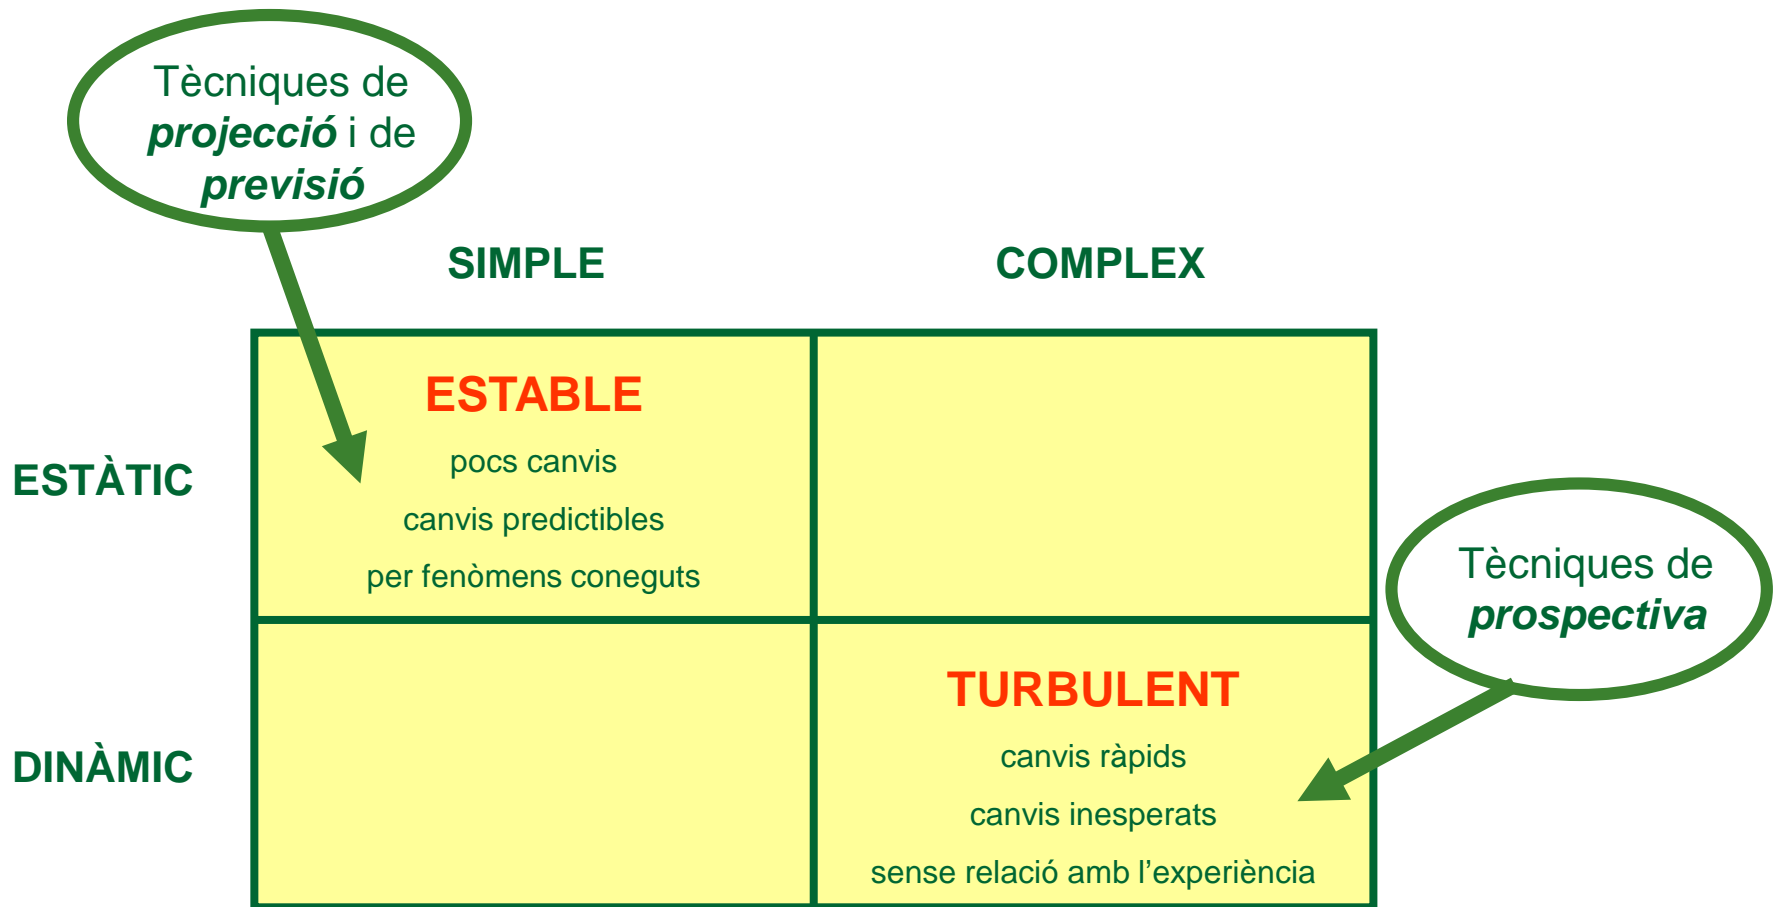 Tècniques de
projecció i de
previsió
SIMPLE
COMPLEX
ESTÀTIC
ESTABLE
pocs canvis
canvis predictibles
per fenòmens coneguts
Tècniques de
prospectiva
DINÀMIC
TURBULENT
canvis ràpids
canvis inesperats
sense relació amb l’experiència